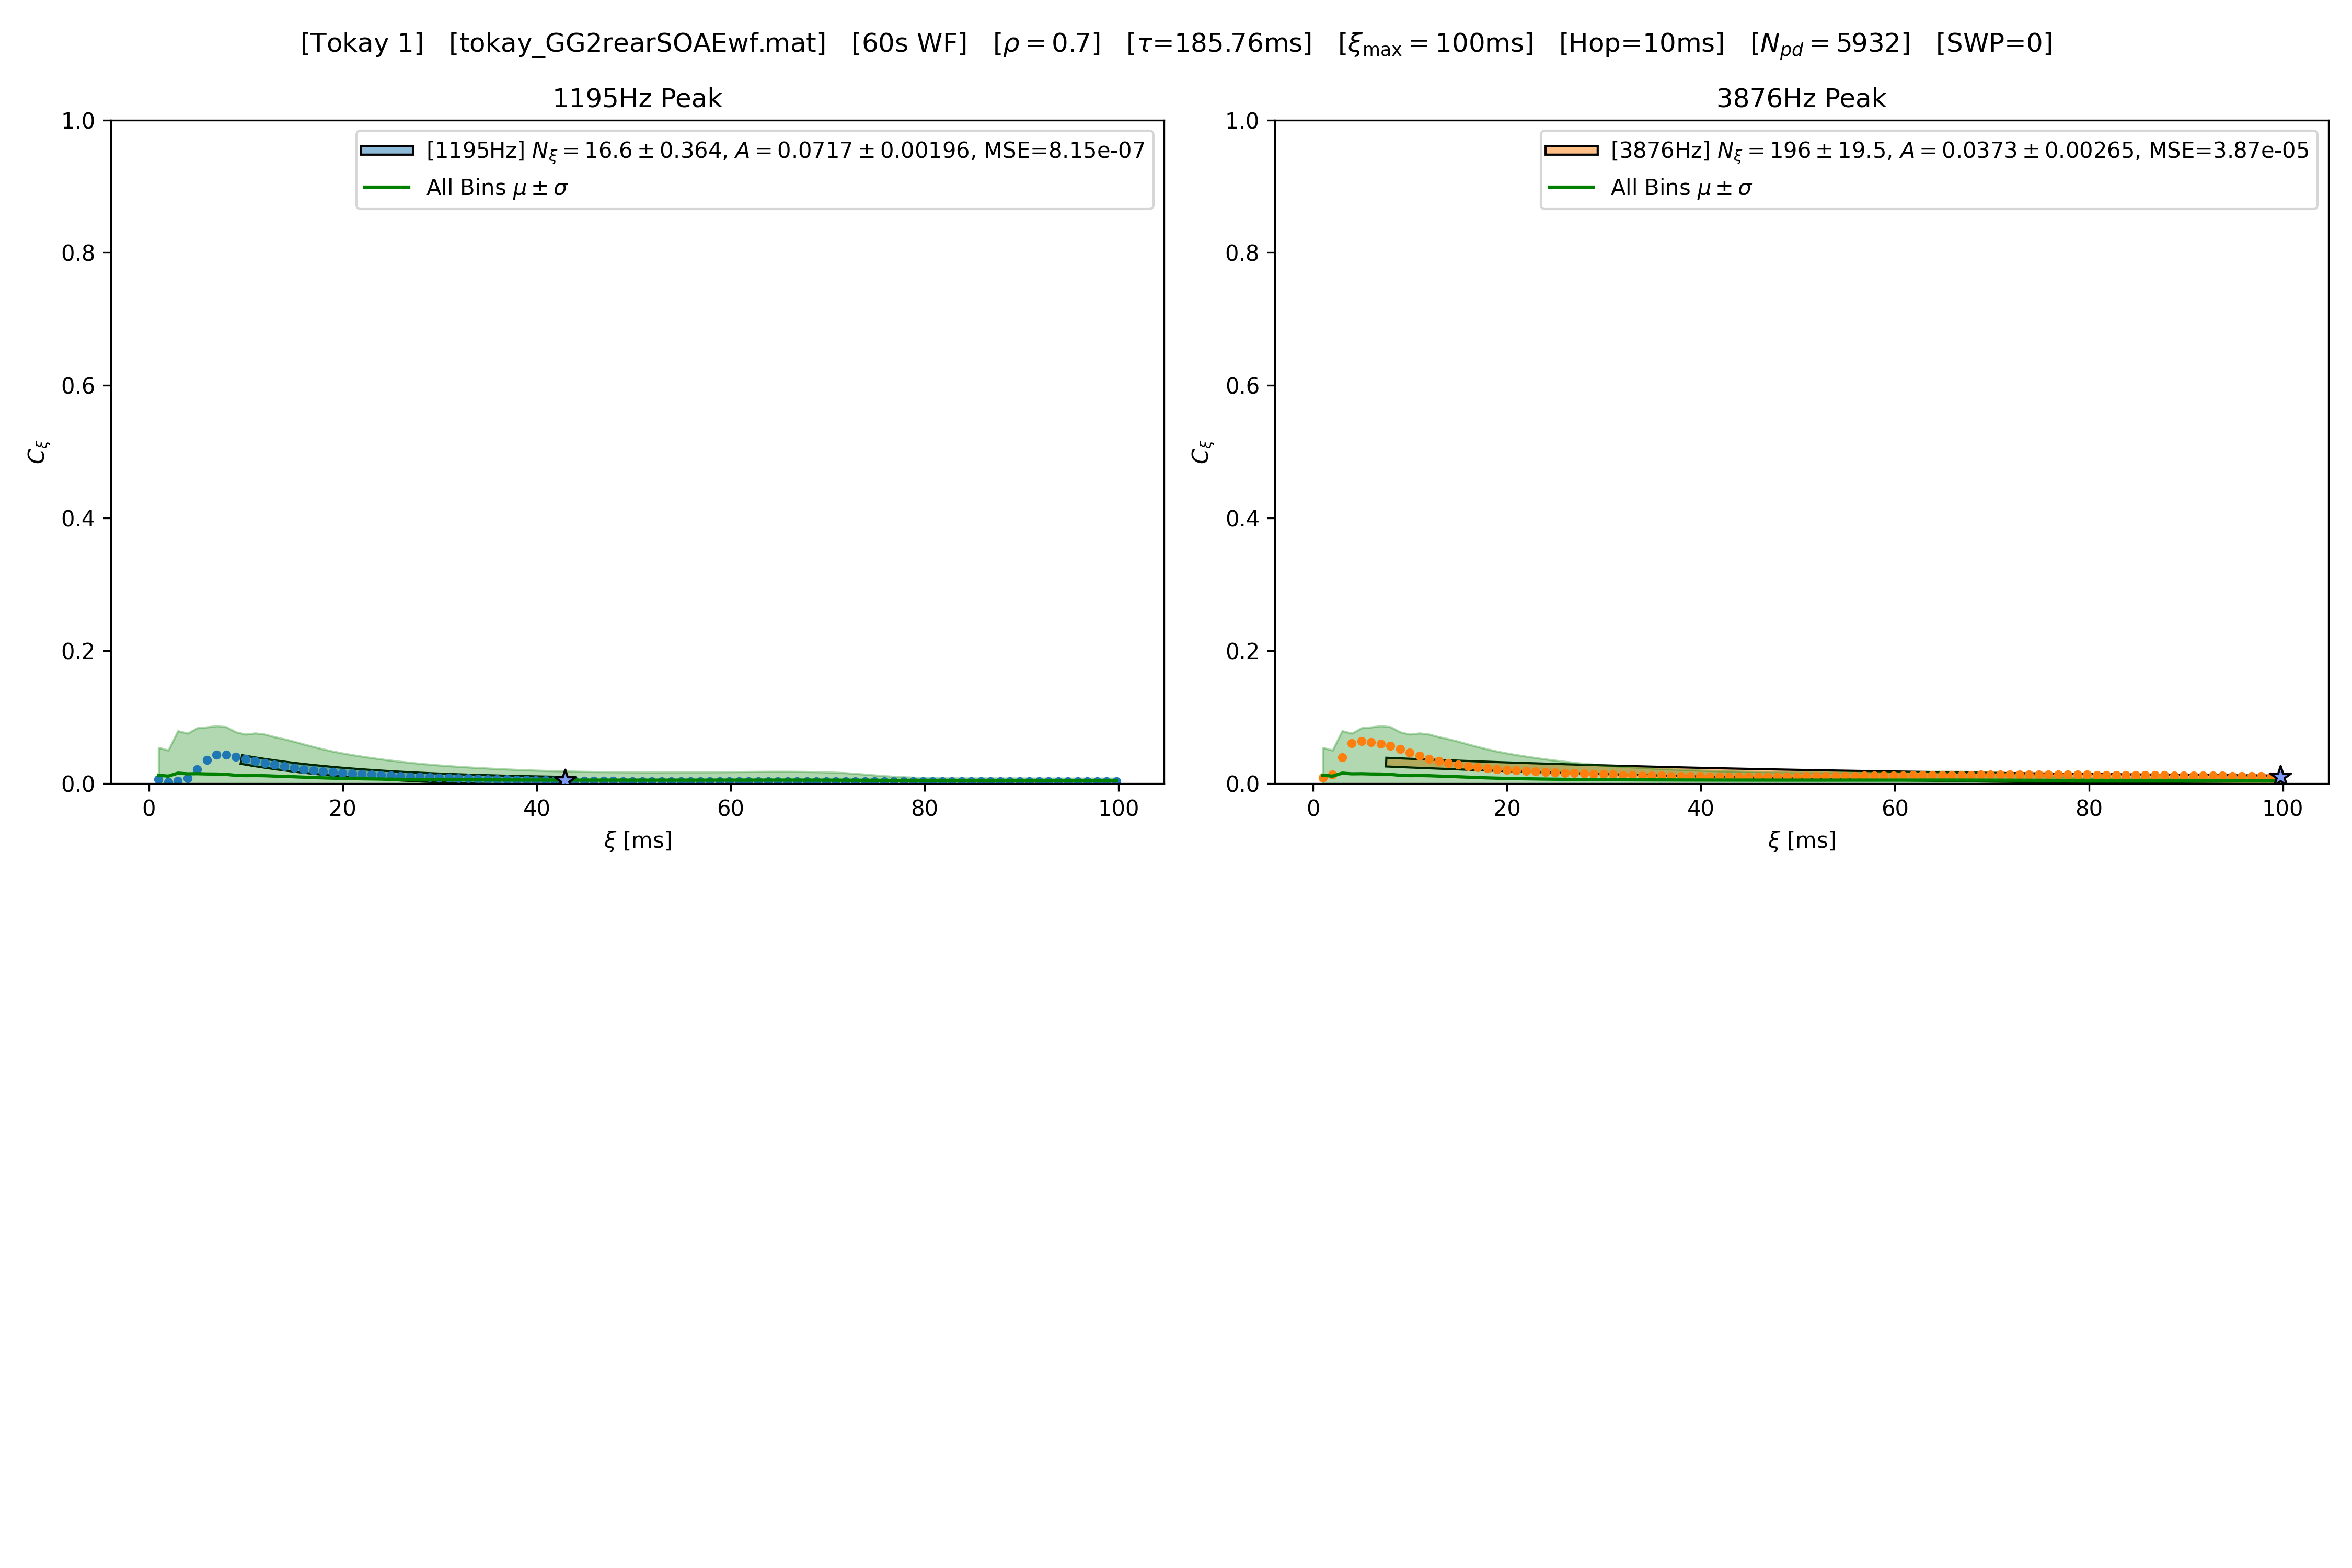 [Tokay 1] [tokay_GG2rearSOAEwf.mat] [60s WF] [ρ = 0.7] [τ=185.76ms] [ξmax = 100ms] [Hop=10ms] [Npd = 5932] [SWP=0]
1195Hz Peak
[1195Hz] Nξ = 16.6 ± 0.364, A = 0.0717 ± 0.00196, MSE=8.15e-07
All Bins μ ± σ
1.0
0.8
0.6
0.4
0.2
0.0
Cξ
0 20 40 60 80 100
ξ [ms]
3876Hz Peak
[3876Hz] Nξ = 196 ± 19.5, A = 0.0373 ± 0.00265, MSE=3.87e-05
All Bins μ ± σ
1.0
0.8
0.6
0.4
0.2
0.0
Cξ
0 20 40 60 80 100
ξ [ms]